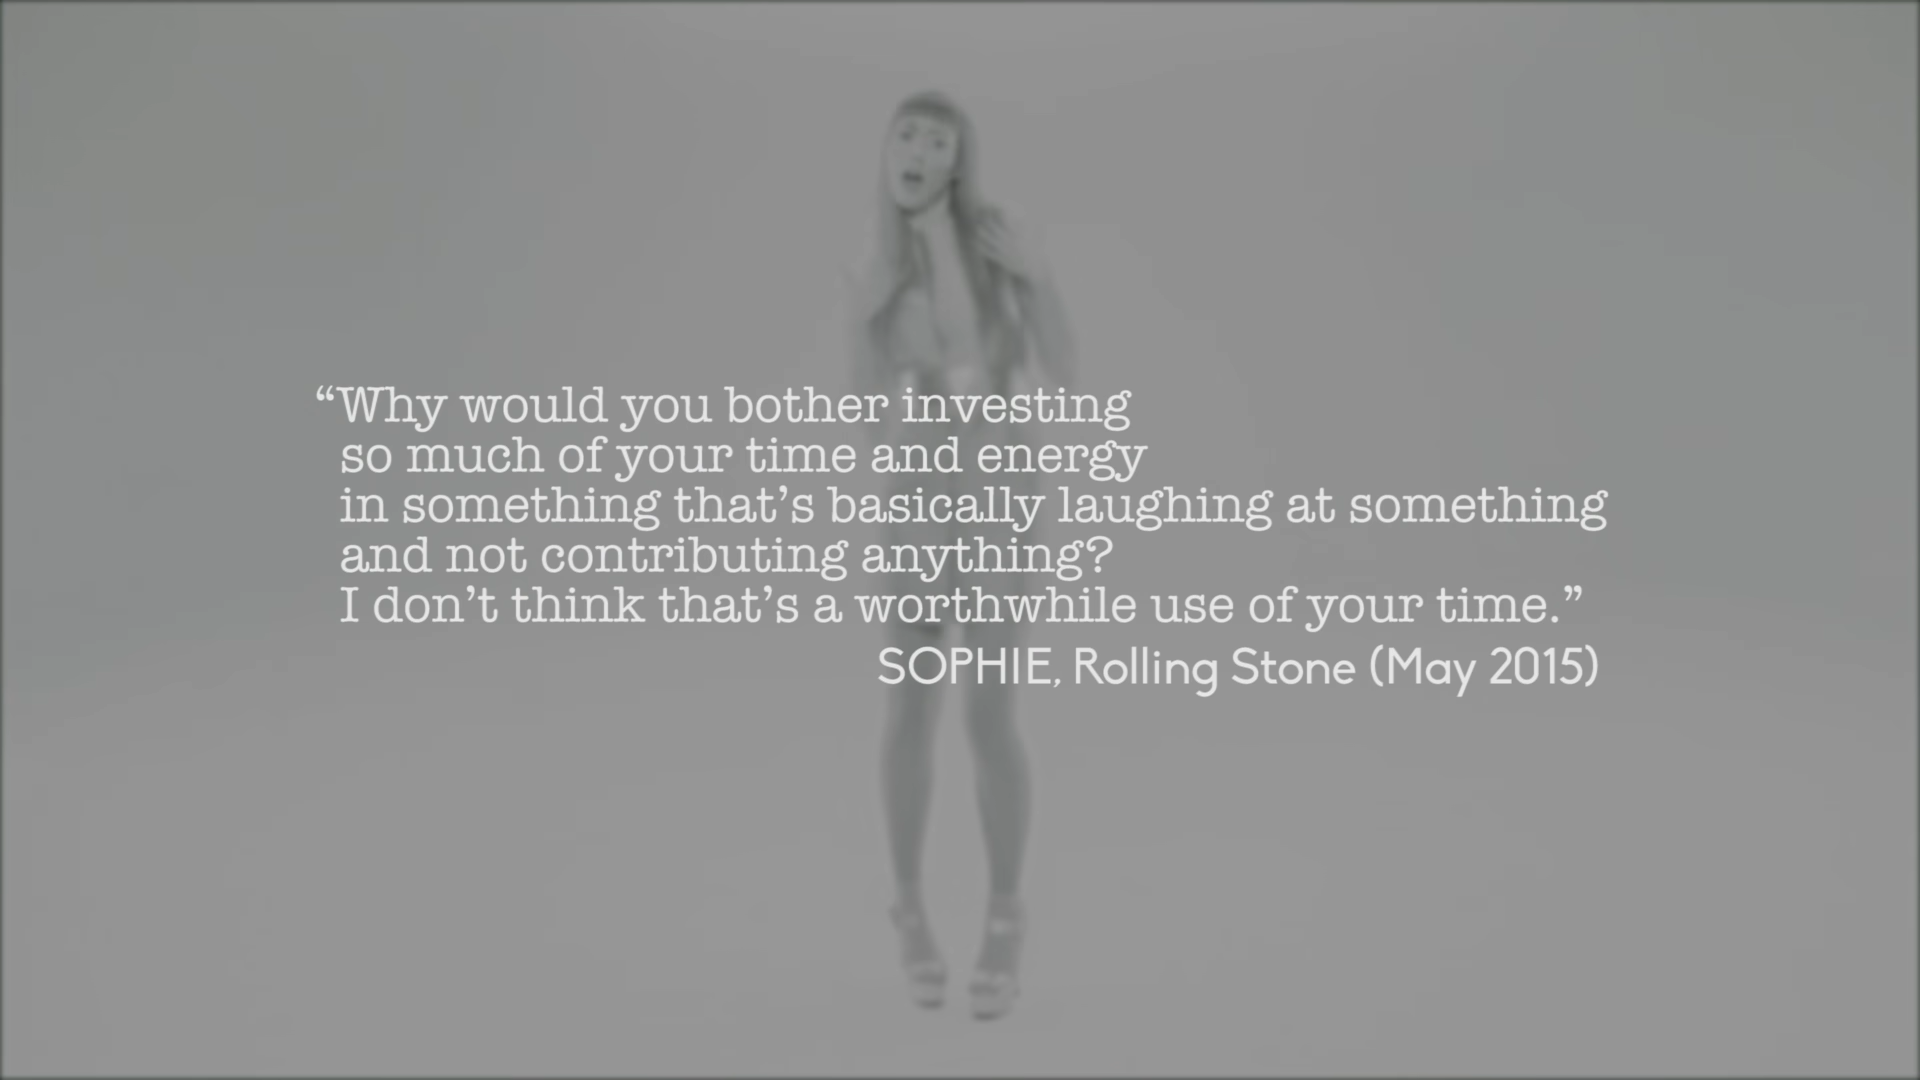 “Why would you bother investing
so much of your time and energy
in something that’s basically laughing at something
and not contributing anything?
I don’t think that’s a worthwhile use of your time.”
SOPHIE, Rolling Stone (May 2015)